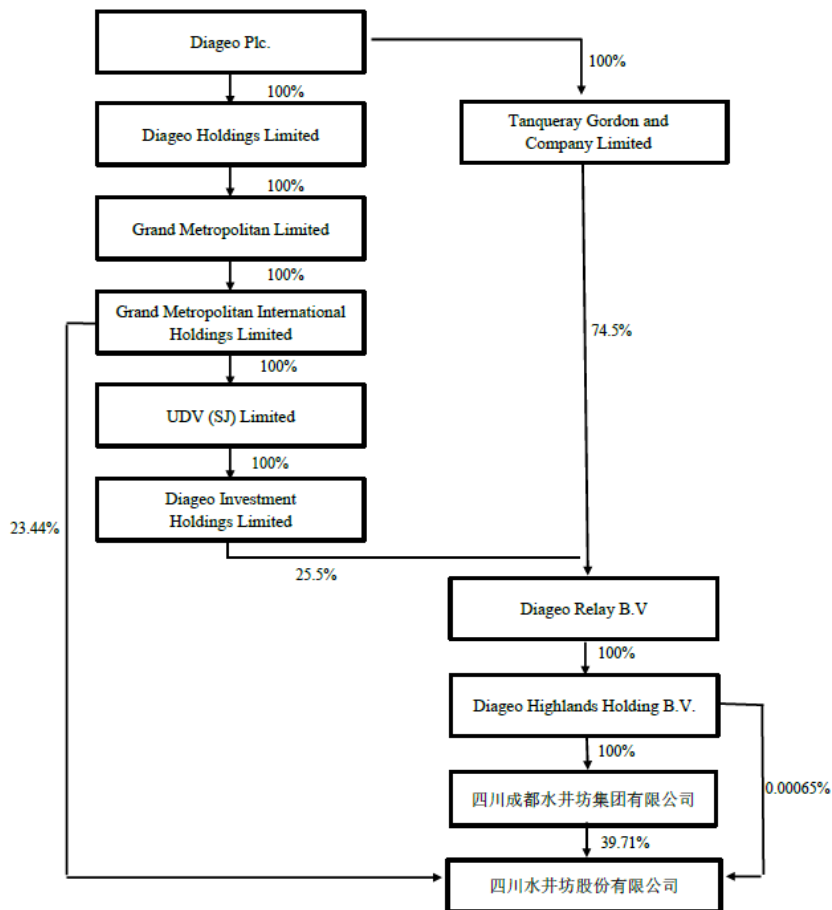 Diageo Plc.
100%
100%
Diageo Holdings Limited
Tanqueray Gordon and
Company Limited
100%
Grand Metropolitan Limited
100%
Grand Metropolitan International
Holdings Limited
74.5%
100%
UDV (SJ) Limited
100%
Diageo Investment
Holdings Limited
23.44%
25.5%
Diageo Relay B.V
100%
Diageo Highlands Holding B.V.
100%
0.00065%
四川成都水井坊集团有限公司
39.71%
四川水井坊股份有限公司